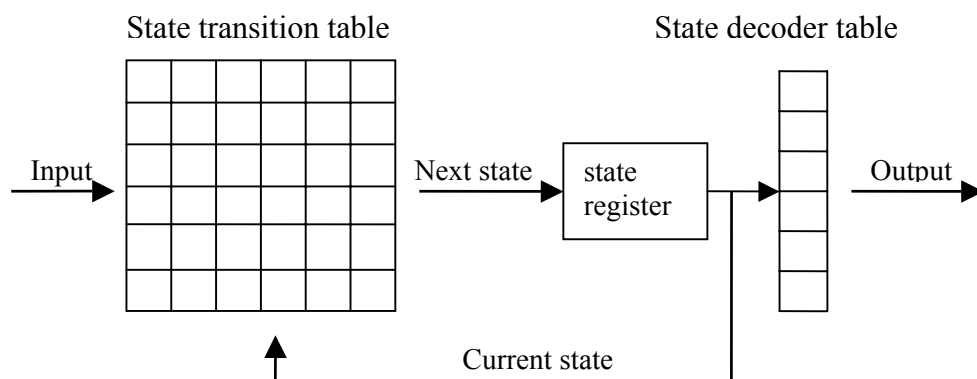 State transition table
State decoder table
Input
Next state
state
register
Output
Current state